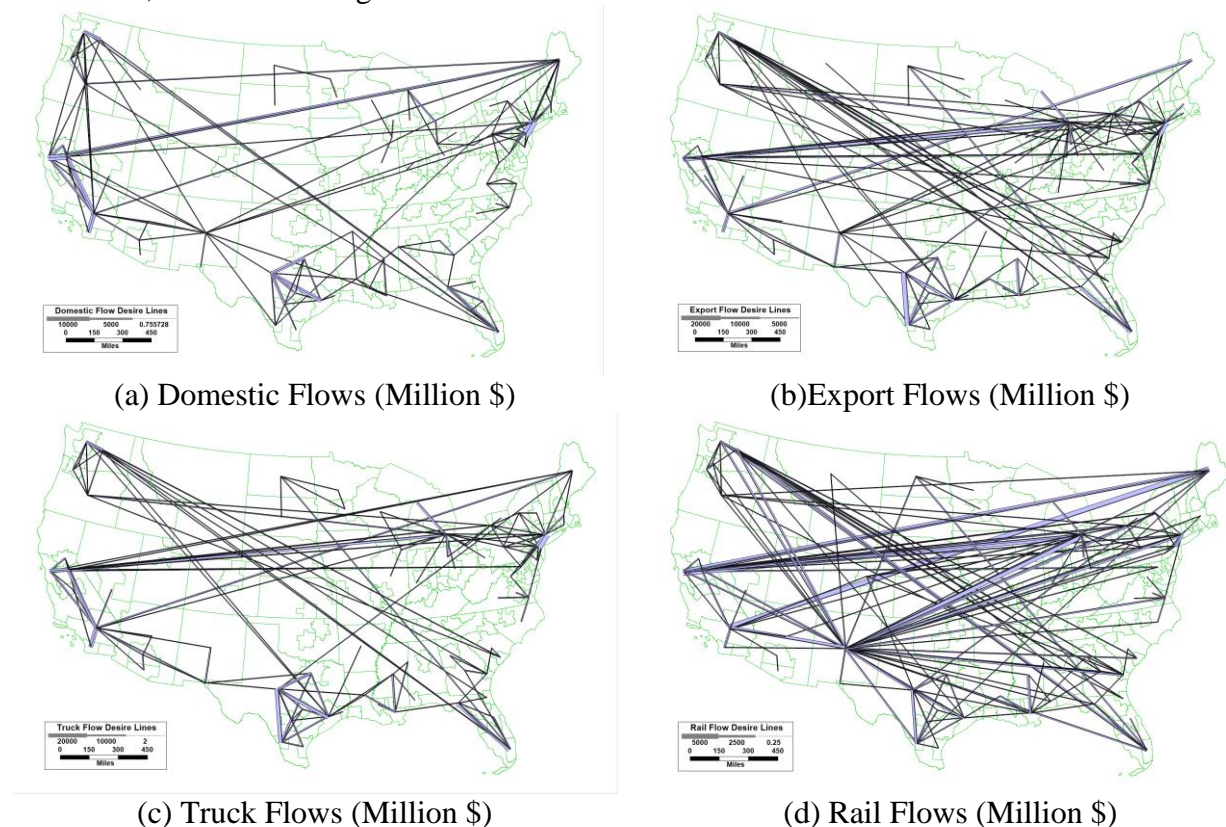 Domestic Flow Desire Lines
10000 5000 0.755728
0 150 300 450
Miles
Export Flow Desire Lines
20000 10000 5000
0 150 300 450
Miles
(a) Domestic Flows (Million $)
(b)Export Flows (Million $)
Truck Flow Desire Lines
20000 10000 2
0 150 300 450
Miles
Rail Flow Desire Lines
5000 2500 0.25
0 150 300 450
Miles
(c) Truck Flows (Million $)
(d) Rail Flows (Million $)